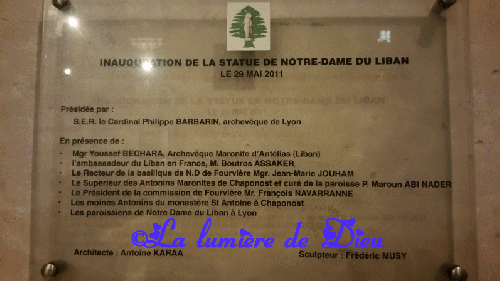 INAUGURATION DE LA STATUE DE NOTRE-DAME DU LIBAN
LE 29 MAI 2011
Présidée par :
S.E.R. le Cardinal Philippe BARBARIN, archevêque de Lyon
En présence de :
- Mgr Youssef BECHARA, Archevêque Maronite d'Antélias (Liban)
- l'ambassadeur du Liban en France, M. Boutros ASSAKER
- Le Recteur de la basilique de N.D de Fourvière Mgr. Jean-Marie JOUHAM
- Le Supérieur des Antonins Maronites de Chaponost et curé de la paroisse P. Maroun ABI NADER
- Le Président de la commission de Fourvière Mr. François NAVARRANNE
- Les moines Antonins du monastère St Antoine à Chaponost
- Les paroissiens de Notre Dame du Liban à Lyon
©La lumière de Dieu
Architecte : Antoine KARAA Sculpteur : Frédéric MUSY